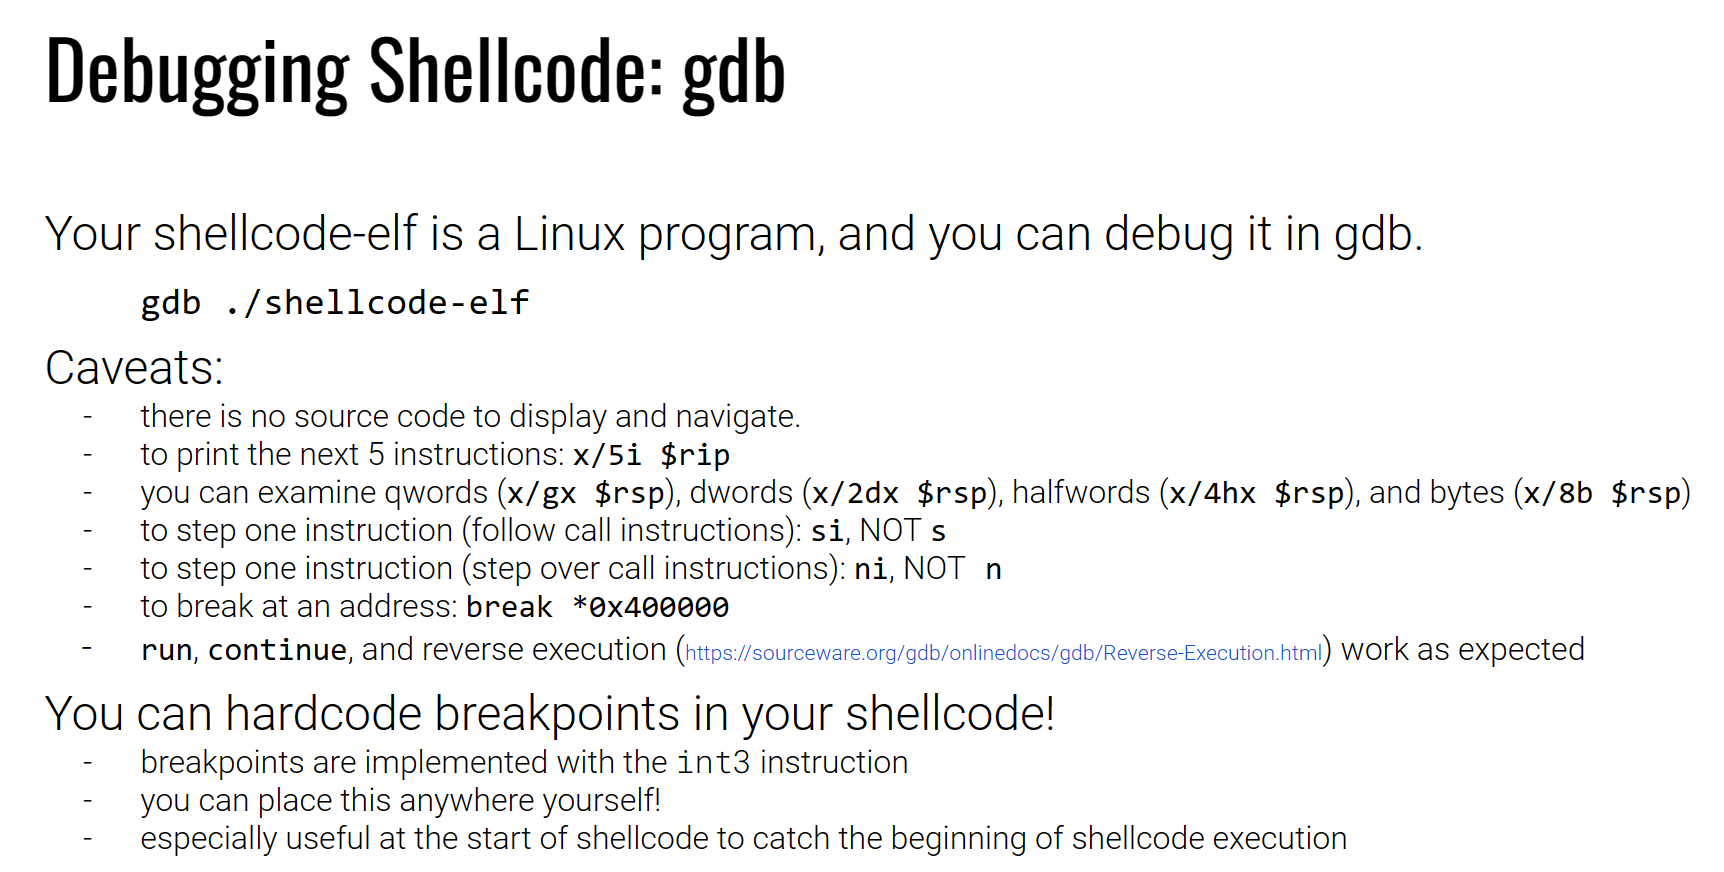 Debugging Shellcode: gdb
Your shellcode-elf is a Linux program, and you can debug it in gdb.
gdb ./shellcode-elf
Caveats:
- there is no source code to display and navigate.
- to print the next 5 instructions: x/5i $rip
- you can examine qwords (x/gx $rsp), dwords (x/2dx $rsp), halfwords (x/4hx $rsp), and bytes (x/8b $rsp)
- to step one instruction (follow call instructions): si, NOT s
- to step one instruction (step over call instructions): ni, NOT n
- to break at an address: break *0x400000
- run, continue, and reverse execution (https://sourceware.org/gdb/onlinedocs/gdb/Reverse-Execution.html) work as expected
You can hardcode breakpoints in your shellcode!
- breakpoints are implemented with the int3 instruction
- you can place this anywhere yourself!
- especially useful at the start of shellcode to catch the beginning of shellcode execution